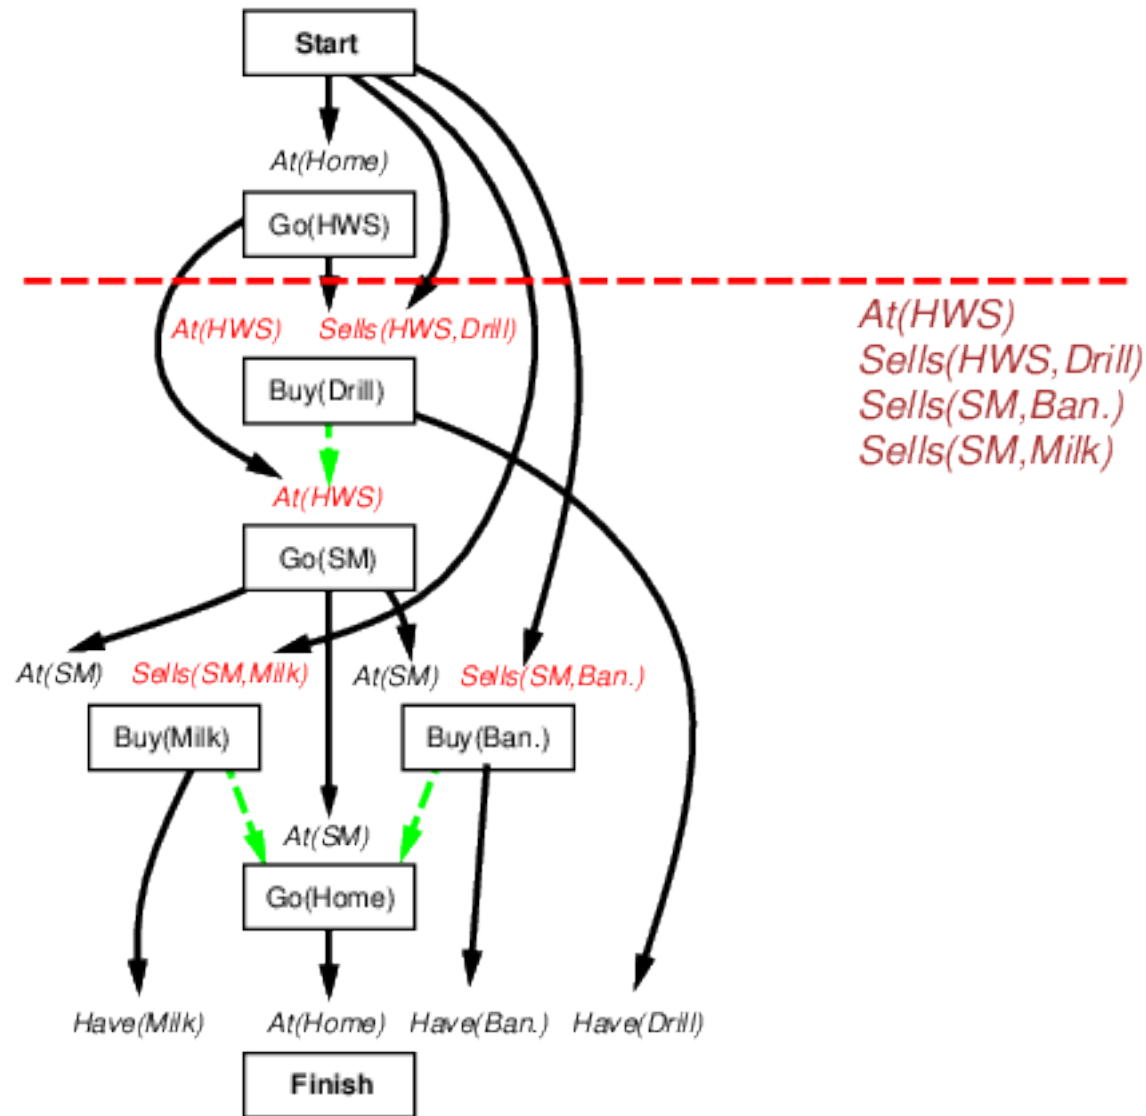 Start
At(Home)
Go(HWS)
At(HWS) Sells(HWS,Drill)
Buy(Drill)
At(HWS)
Go(SM)
At(SM) Sells(SM,Milk) At(SM) Sells(SM,Ban.)
Buy(Milk) Buy(Ban.)
At(SM)
Go(Home)
Have(Milk) At(Home) Have(Ban.) Have(Drill)
Finish
At(HWS)
Sells(HWS,Drill)
Sells(SM,Ban.)
Sells(SM,Milk)